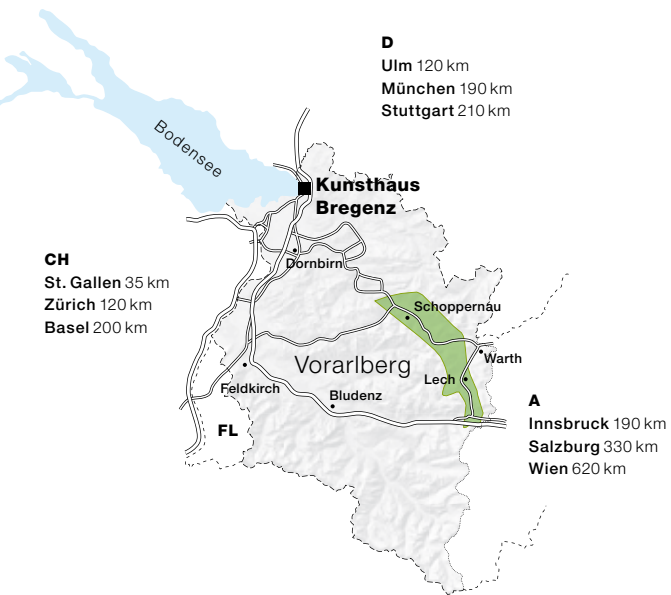 D
Ulm 120 km
München 190 km
Stuttgart 210 km
Bodensee
Kunsthaus
Bregenz
Dornbirn
CH
St. Gallen 35 km
Zürich 120 km
Basel 200 km
Schoppernau
Vorarlberg
Warth
Lech
Feldkirch
Bludenz
FL
A
Innsbruck 190 km
Salzburg 330 km
Wien 620 km